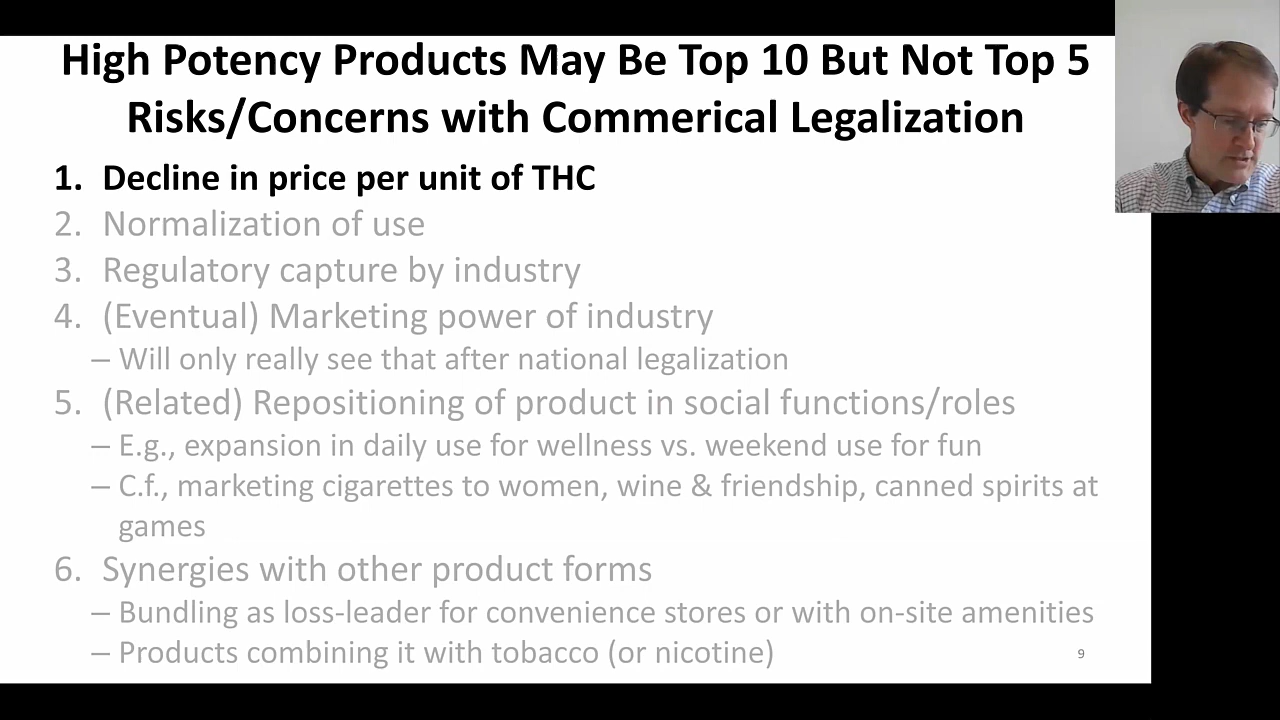 High Potency Products May Be Top 10 But Not Top 5
Risks/Concerns with Commerical Legalization
1. Decline in price per unit of THC
2. Normalization of use
3. Regulatory capture by industry
4. (Eventual) Marketing power of industry
– Will only really see that after national legalization
5. (Related) Repositioning of product in social functions/roles
– E.g., expansion in daily use for wellness vs. weekend use for fun
– C.f., marketing cigarettes to women, wine & friendship, canned spirits at
games
6. Synergies with other product forms
– Bundling as loss-leader for convenience stores or with on-site amenities
– Products combining it with tobacco (or nicotine)
9